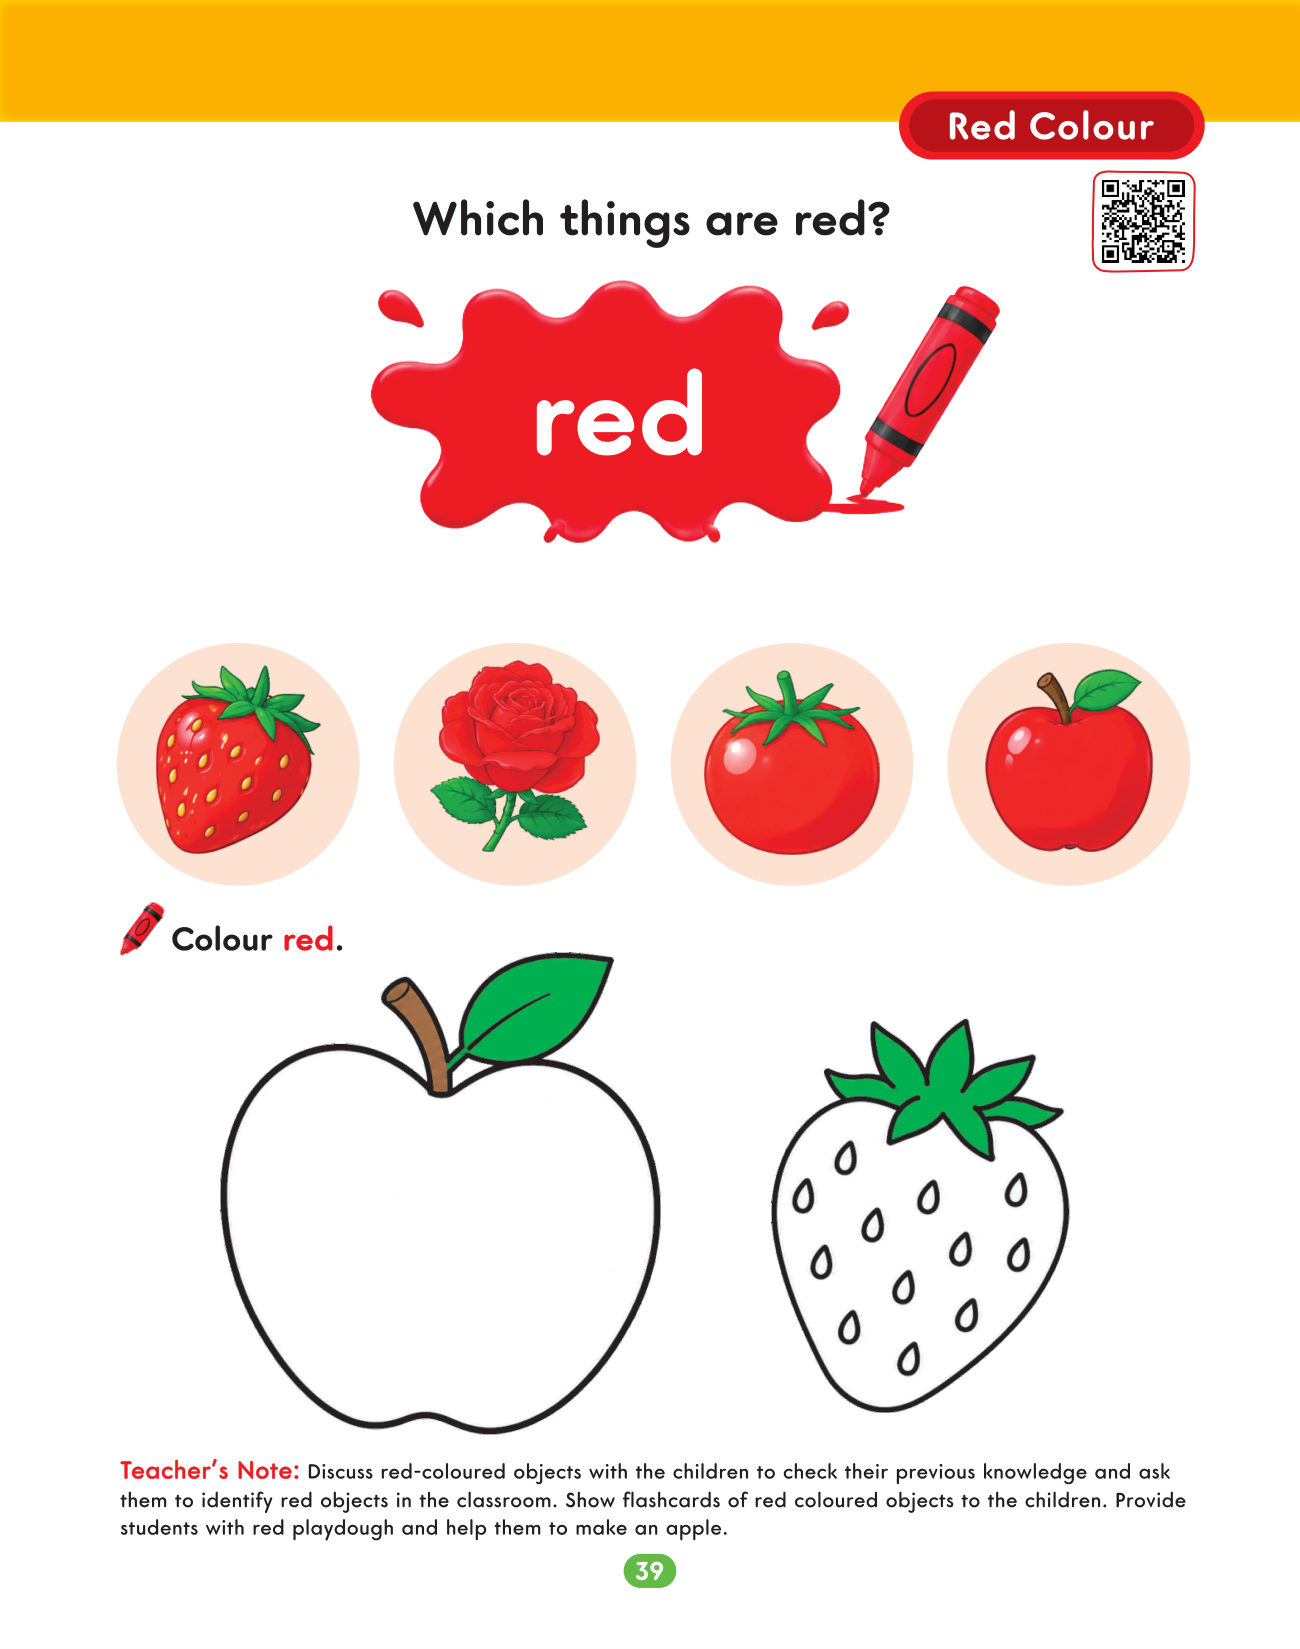 Red Colour
Which things are red?
red
Colour red.
Teacher's Note: Discuss red-coloured objects with the children to check their previous knowledge and ask
them to identify red objects in the classroom. Show flashcards of red coloured objects to the children. Provide
students with red playdough and help them to make an apple.
39